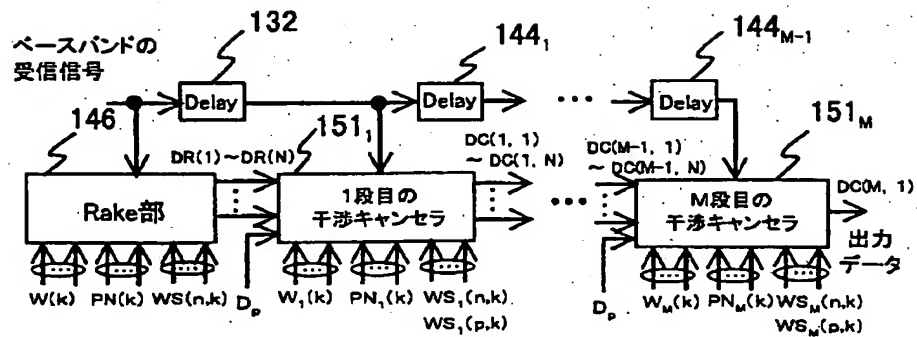 132
144₁
144M-1
ベースバンドの
受信信号
Delay
Delay
...
Delay
146
151₁
151M
DR(1)～DR(N)
DC(1, 1)
～DC(1, N)
DC(M-1, 1)
～DC(M-1, N)
DC(M, 1)
Rake部
1段目の
干渉キャンセラ
...
M段目の
干渉キャンセラ
出力
データ
W(k) PN(k) WS(n,k)
Dp
W₁(k) PN₁(k) WS₁(n,k)
WS₁(p,k)
Dp
WM(k) PNM(k) WSM(n,k)
WSM(p,k)